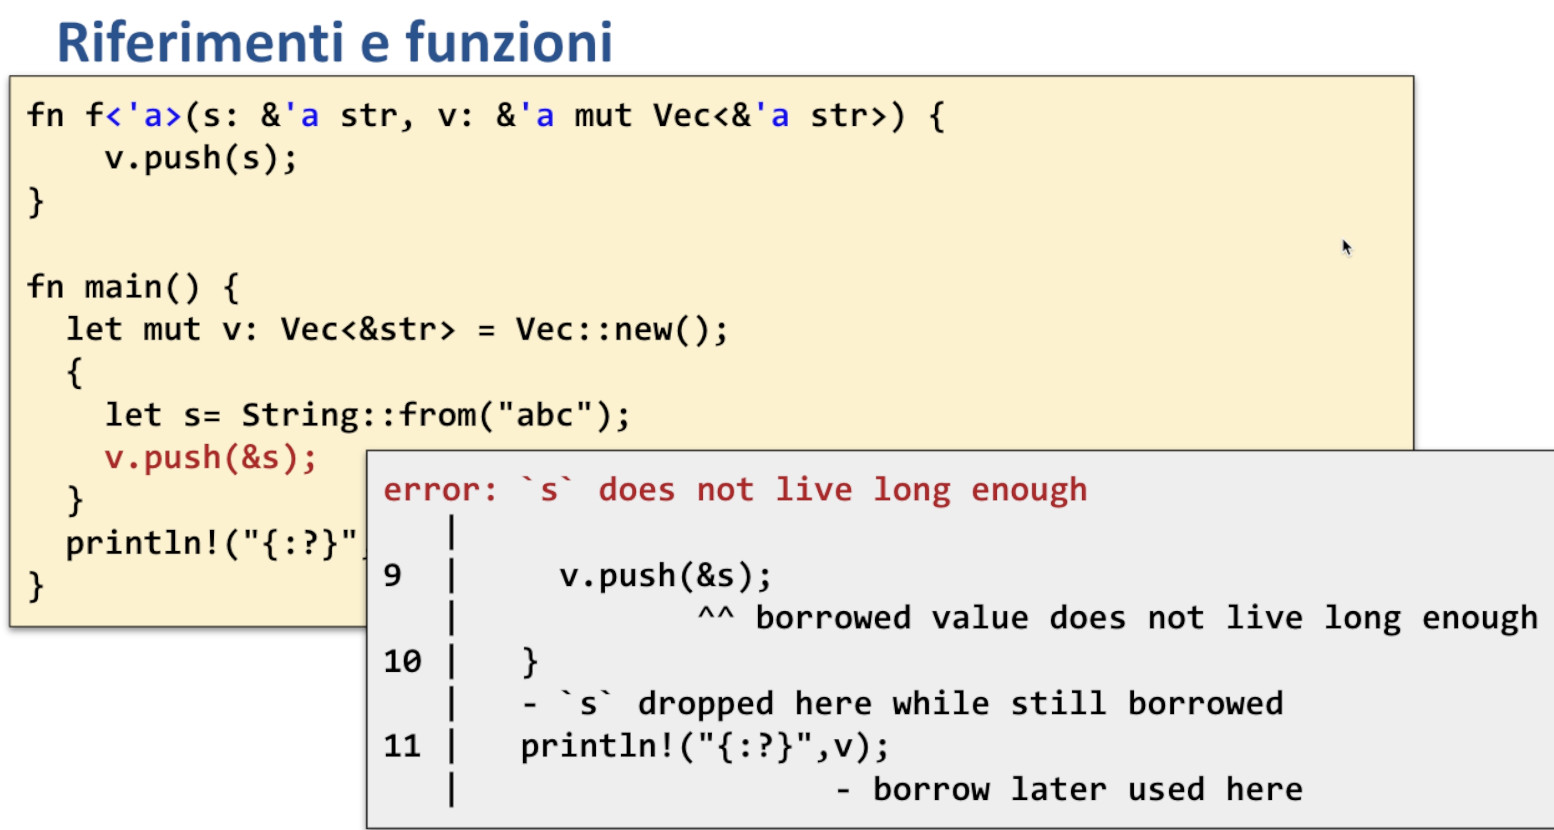 Riferimenti e funzioni
fn f<'a>(s: &'a str, v: &'a mut Vec<&'a str>) {
    v.push(s);
}
fn main() {
  let mut v: Vec<&str> = Vec::new();
  {
    let s= String::from("abc");
    v.push(&s);
  }
  println!("{:?}"
}
error: `s` does not live long enough
   |
9  |     v.push(&s);
   |            ^^ borrowed value does not live long enough
10 |   }
   |   - `s` dropped here while still borrowed
11 |   println!("{:?}",v);
   |                   - borrow later used here